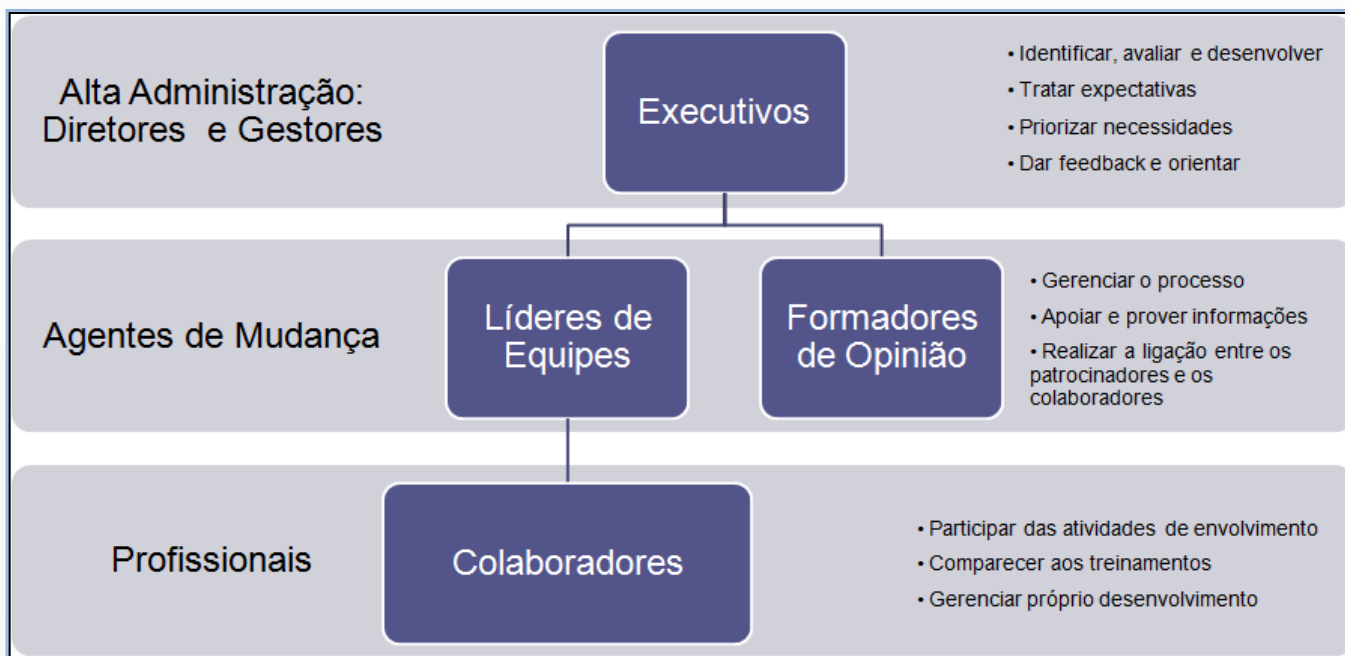 Alta Administração:
Diretores e Gestores
Executivos
• Identificar, avaliar e desenvolver
• Tratar expectativas
• Priorizar necessidades
• Dar feedback e orientar
Agentes de Mudança
Líderes de
Equipes
Formadores
de Opinião
• Gerenciar o processo
• Apoiar e prover informações
• Realizar a ligação entre os
patrocinadores e os
colaboradores
Profissionais
Colaboradores
• Participar das atividades de envolvimento
• Comparecer aos treinamentos
• Gerenciar próprio desenvolvimento